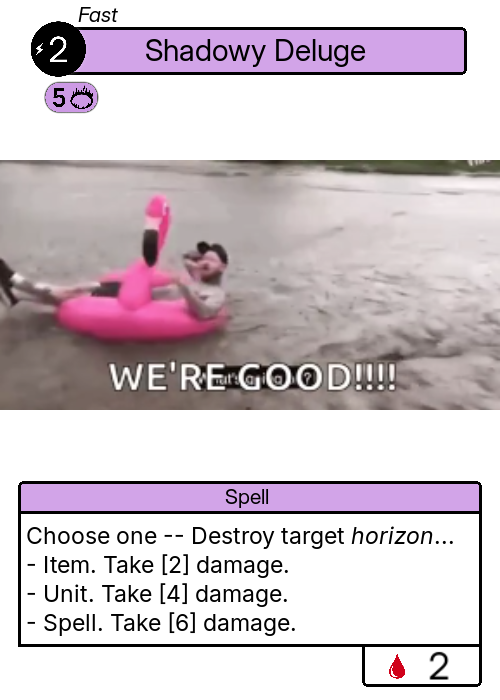 Fast
2
Shadowy Deluge
5
WE'RE GOOD!!!!
Spell
Choose one -- Destroy target horizon...
- Item. Take [2] damage.
- Unit. Take [4] damage.
- Spell. Take [6] damage.
2